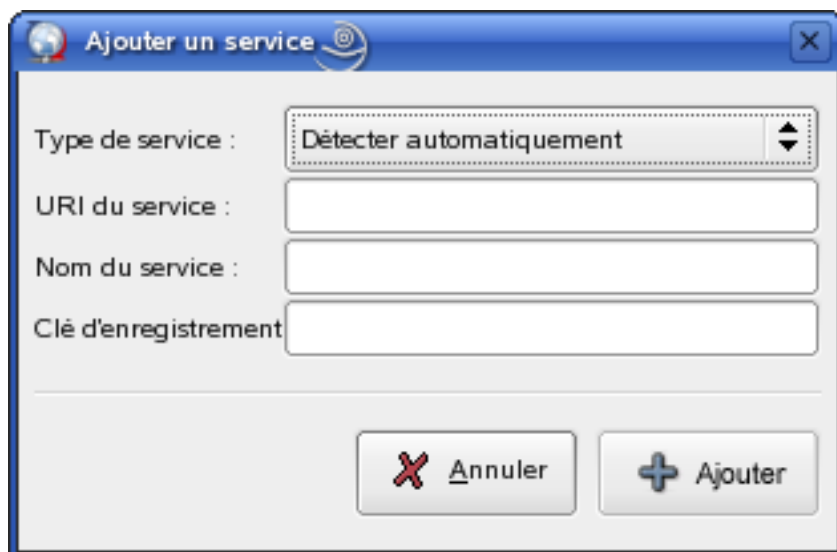 Ajouter un service
Type de service : Détecter automatiquement
URI du service :
Nom du service :
Clé d'enregistrement
Annuler Ajouter